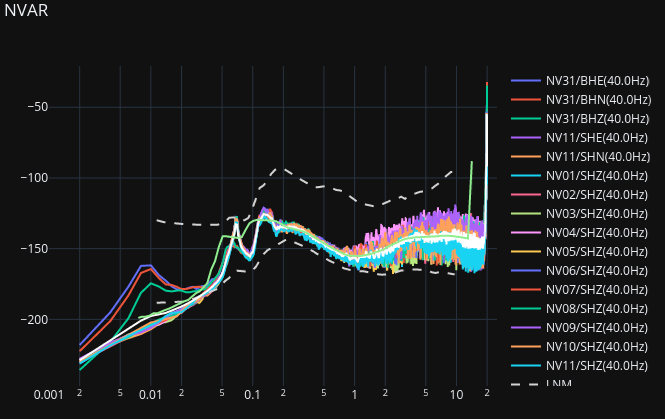 NVAR
−50
−100
−150
−200
0.001
2
5
0.01
2
5
0.1
2
5
1
2
5
10
2
NV31/BHE(40.0Hz)
NV31/BHN(40.0Hz)
NV31/BHZ(40.0Hz)
NV11/SHE(40.0Hz)
NV11/SHN(40.0Hz)
NV01/SHZ(40.0Hz)
NV02/SHZ(40.0Hz)
NV03/SHZ(40.0Hz)
NV04/SHZ(40.0Hz)
NV05/SHZ(40.0Hz)
NV06/SHZ(40.0Hz)
NV07/SHZ(40.0Hz)
NV08/SHZ(40.0Hz)
NV09/SHZ(40.0Hz)
NV10/SHZ(40.0Hz)
NV11/SHZ(40.0Hz)
LNM